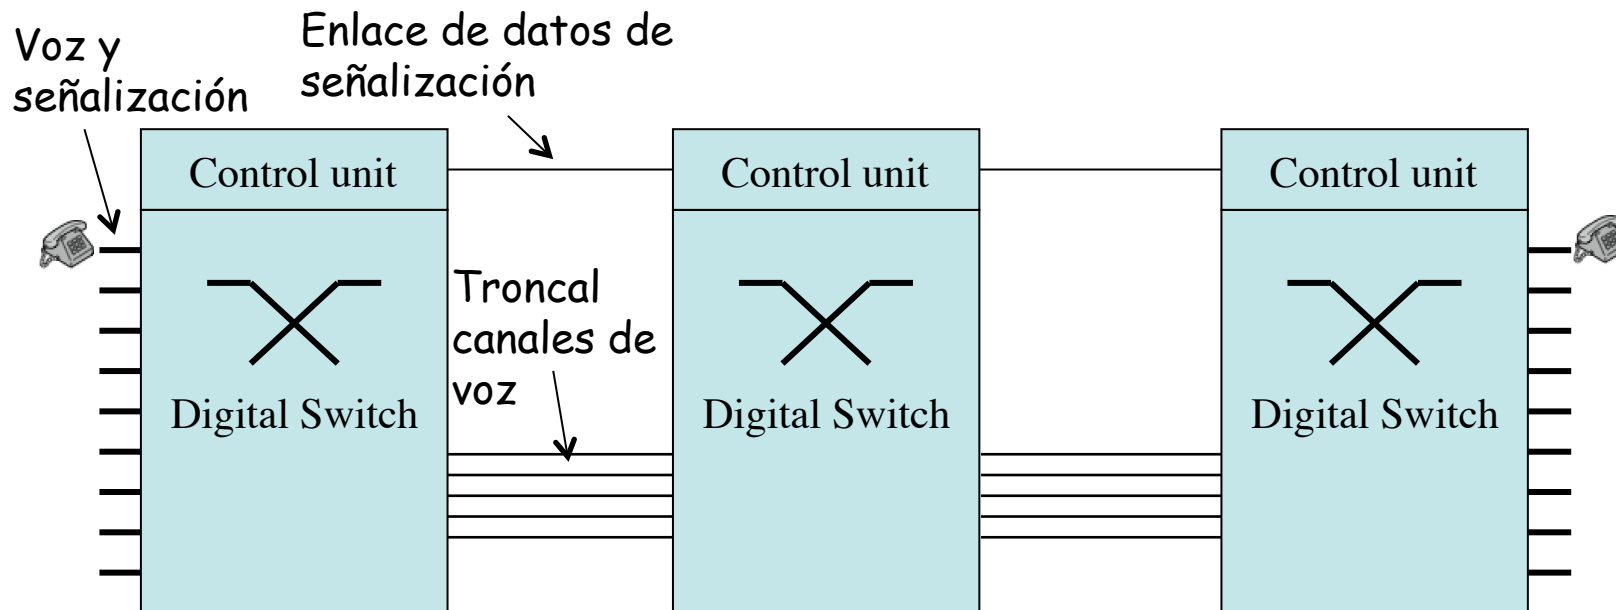 Voz y
señalización
Enlace de datos de
señalización
Control unit
Control unit
Control unit
Troncal
canales de
voz
Digital Switch
Digital Switch
Digital Switch